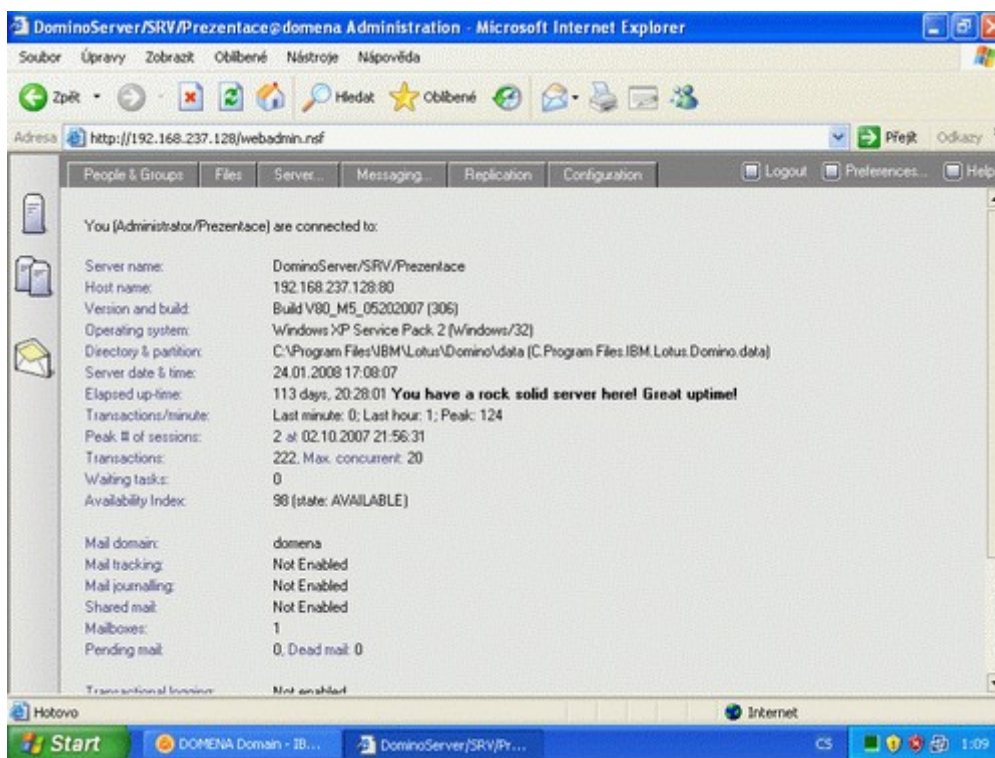 DominoServer/SRV/Prezentace@domena Administration - Microsoft Internet Explorer
Soubor Úpravy Zobrazit Oblíbené Nástroje Nápověda
Zpět Hledat Oblíbené
Adresa http://192.168.237.128/webadmin.nsf Přejít Odkazy
People & Groups Files Server... Messaging... Replication Configuration Logout Preferences... Help
You (Administrator/Prezentace) are connected to:
Server name: DominoServer/SRV/Prezentace
Host name: 192.168.237.128:80
Version and build: Build V80_M5_05202007 (306)
Operating system: Windows XP Service Pack 2 (Windows/32)
Directory & partition: C:\Program Files\IBM\Lotus\Domino\data (C.Program Files.IBM.Lotus.Domino.data)
Server date & time: 24.01.2008 17:08:07
Elapsed up-time: 113 days, 20:28:01 You have a rock solid server here! Great uptime!
Transactions/minute: Last minute: 0; Last hour: 1; Peak: 124
Peak # of sessions: 2 at 02.10.2007 21:56:31
Transactions: 222, Max. concurrent: 20
Waiting tasks: 0
Availability Index: 98 (state: AVAILABLE)
Mail domain: domena
Mail tracking: Not Enabled
Mail journalling: Not Enabled
Shared mail: Not Enabled
Mailboxes: 1
Pending mail: 0, Dead mail: 0
Transactional logging: Not enabled
Hotovo Internet
Start DOMENA Domain - IB... DominoServer/SRV/Pr... CS 1:09